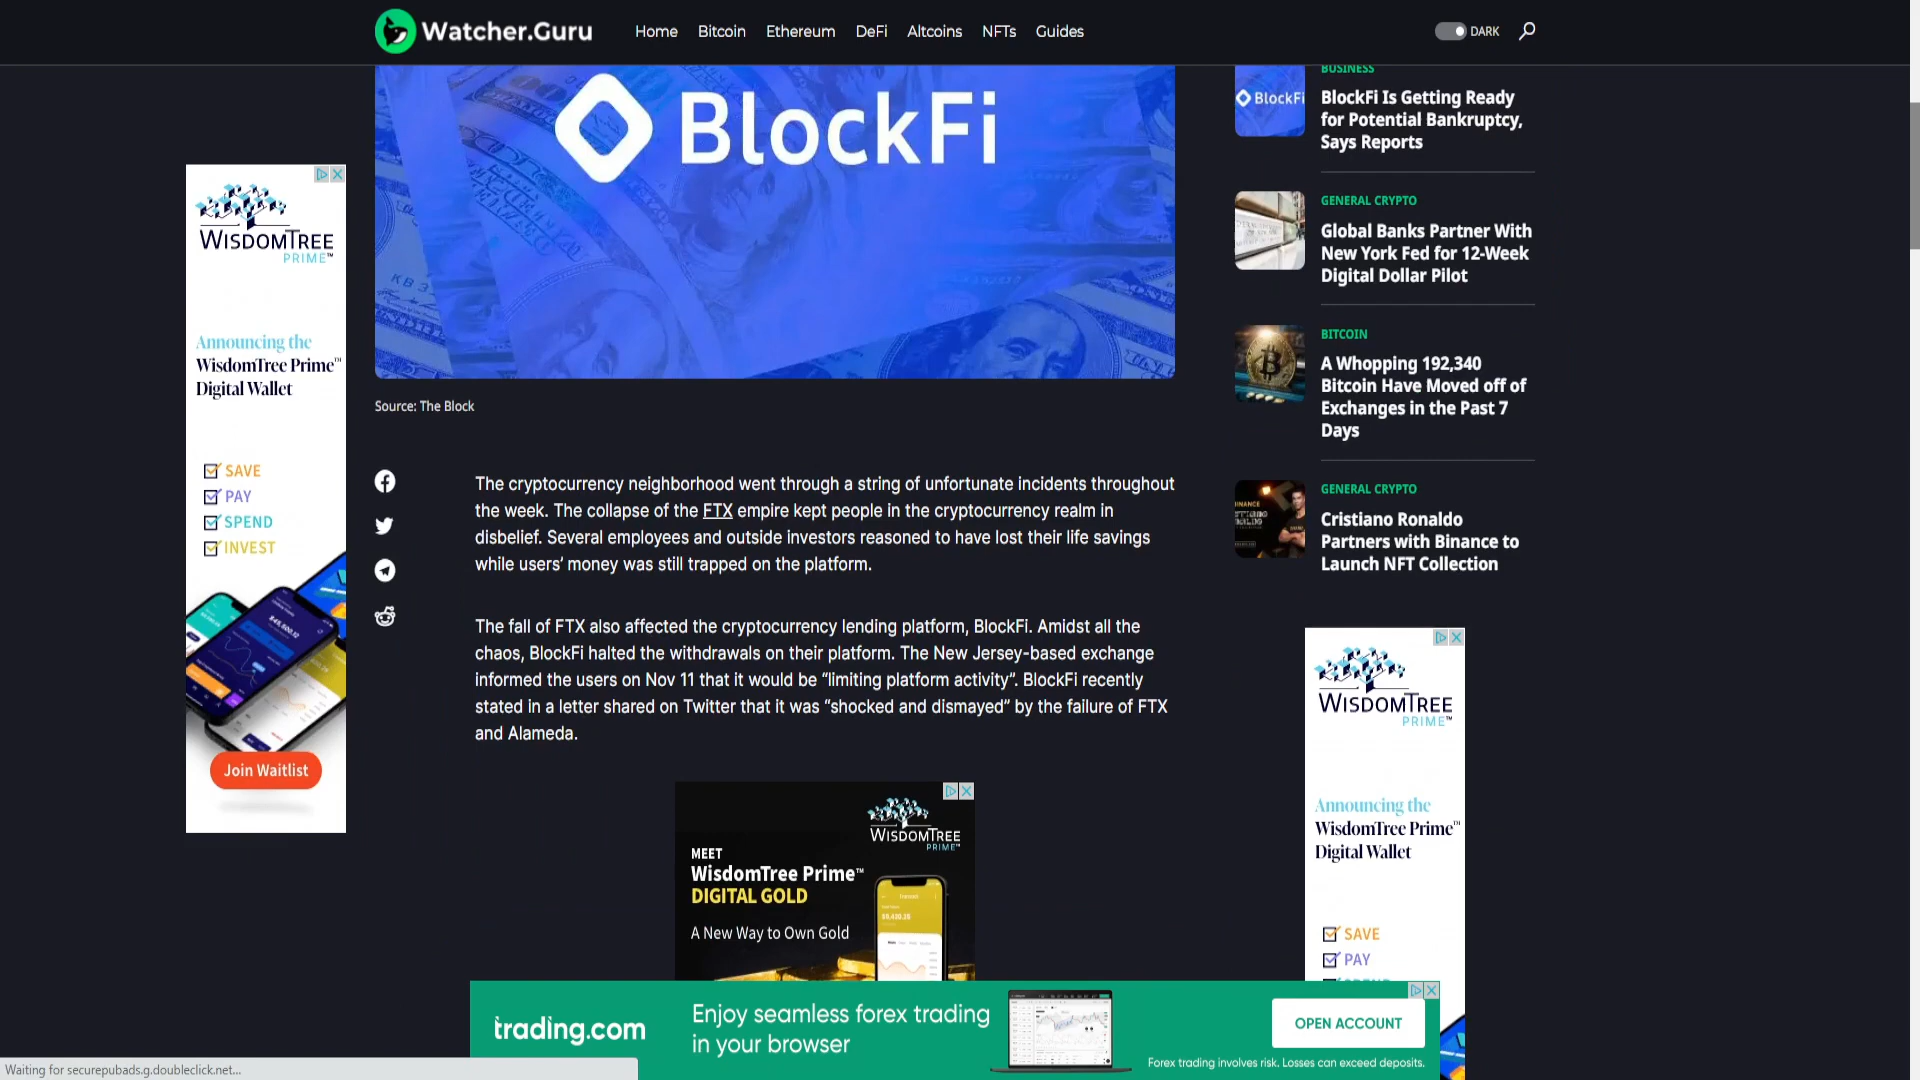 Watcher.Guru
Home Bitcoin Ethereum DeFi Altcoins NFTs Guides
DARK
BlockFi
Source: The Block
The cryptocurrency neighborhood went through a string of unfortunate incidents throughout
the week. The collapse of the FTX empire kept people in the cryptocurrency realm in
disbelief. Several employees and outside investors reasoned to have lost their life savings
while users’ money was still trapped on the platform.
The fall of FTX also affected the cryptocurrency lending platform, BlockFi. Amidst all the
chaos, BlockFi halted the withdrawals on their platform. The New Jersey-based exchange
informed the users on Nov 11 that it would be “limiting platform activity”. BlockFi recently
stated in a letter shared on Twitter that it was “shocked and dismayed” by the failure of FTX
and Alameda.
BUSINESS
BlockFi
BlockFi Is Getting Ready
for Potential Bankruptcy,
Says Reports
GENERAL CRYPTO
Global Banks Partner With
New York Fed for 12-Week
Digital Dollar Pilot
BITCOIN
A Whopping 192,340
Bitcoin Have Moved off of
Exchanges in the Past 7
Days
GENERAL CRYPTO
Cristiano Ronaldo
Partners with Binance to
Launch NFT Collection
WISDOMTREE
PRIME™
Announcing the
WisdomTree Prime™
Digital Wallet
SAVE
PAY
SPEND
INVEST
Join Waitlist
WISDOMTREE
PRIME™
MEET
WisdomTree Prime™
DIGITAL GOLD
A New Way to Own Gold
WISDOMTREE
PRIME™
Announcing the
WisdomTree Prime™
Digital Wallet
SAVE
PAY
trading.com
Enjoy seamless forex trading
in your browser
OPEN ACCOUNT
Forex trading involves risk. Losses can exceed deposits.
Waiting for securepubads.g.doubleclick.net...